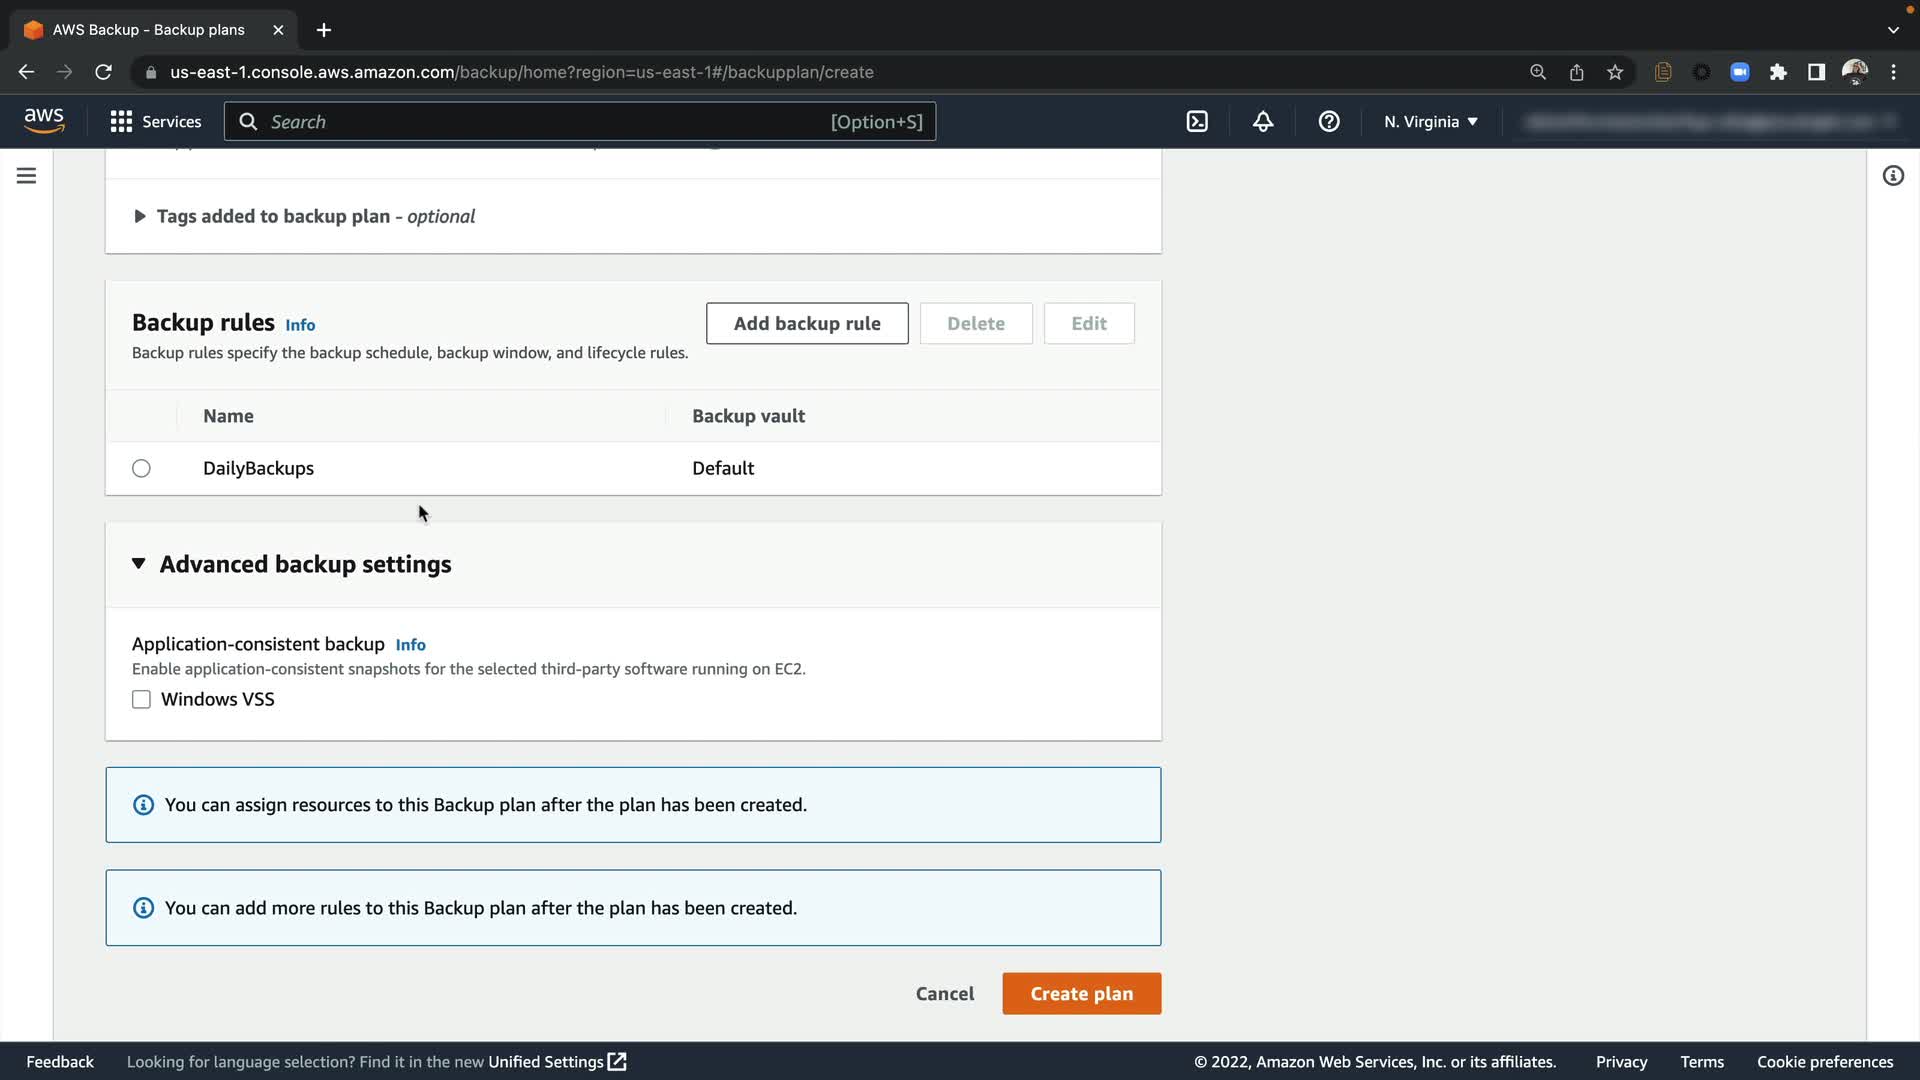 AWS Backup - Backup plans
us-east-1.console.aws.amazon.com/backup/home?region=us-east-1#/backupplan/create
aws
Services
Search
[Option+S]
N. Virginia
Tags added to backup plan - optional
Backup rules Info
Add backup rule
Delete
Edit
Backup rules specify the backup schedule, backup window, and lifecycle rules.
Name
Backup vault
DailyBackups
Default
Advanced backup settings
Application-consistent backup Info
Enable application-consistent snapshots for the selected third-party software running on EC2.
Windows VSS
You can assign resources to this Backup plan after the plan has been created.
You can add more rules to this Backup plan after the plan has been created.
Cancel
Create plan
Feedback
Looking for language selection? Find it in the new Unified Settings
© 2022, Amazon Web Services, Inc. or its affiliates.
Privacy
Terms
Cookie preferences